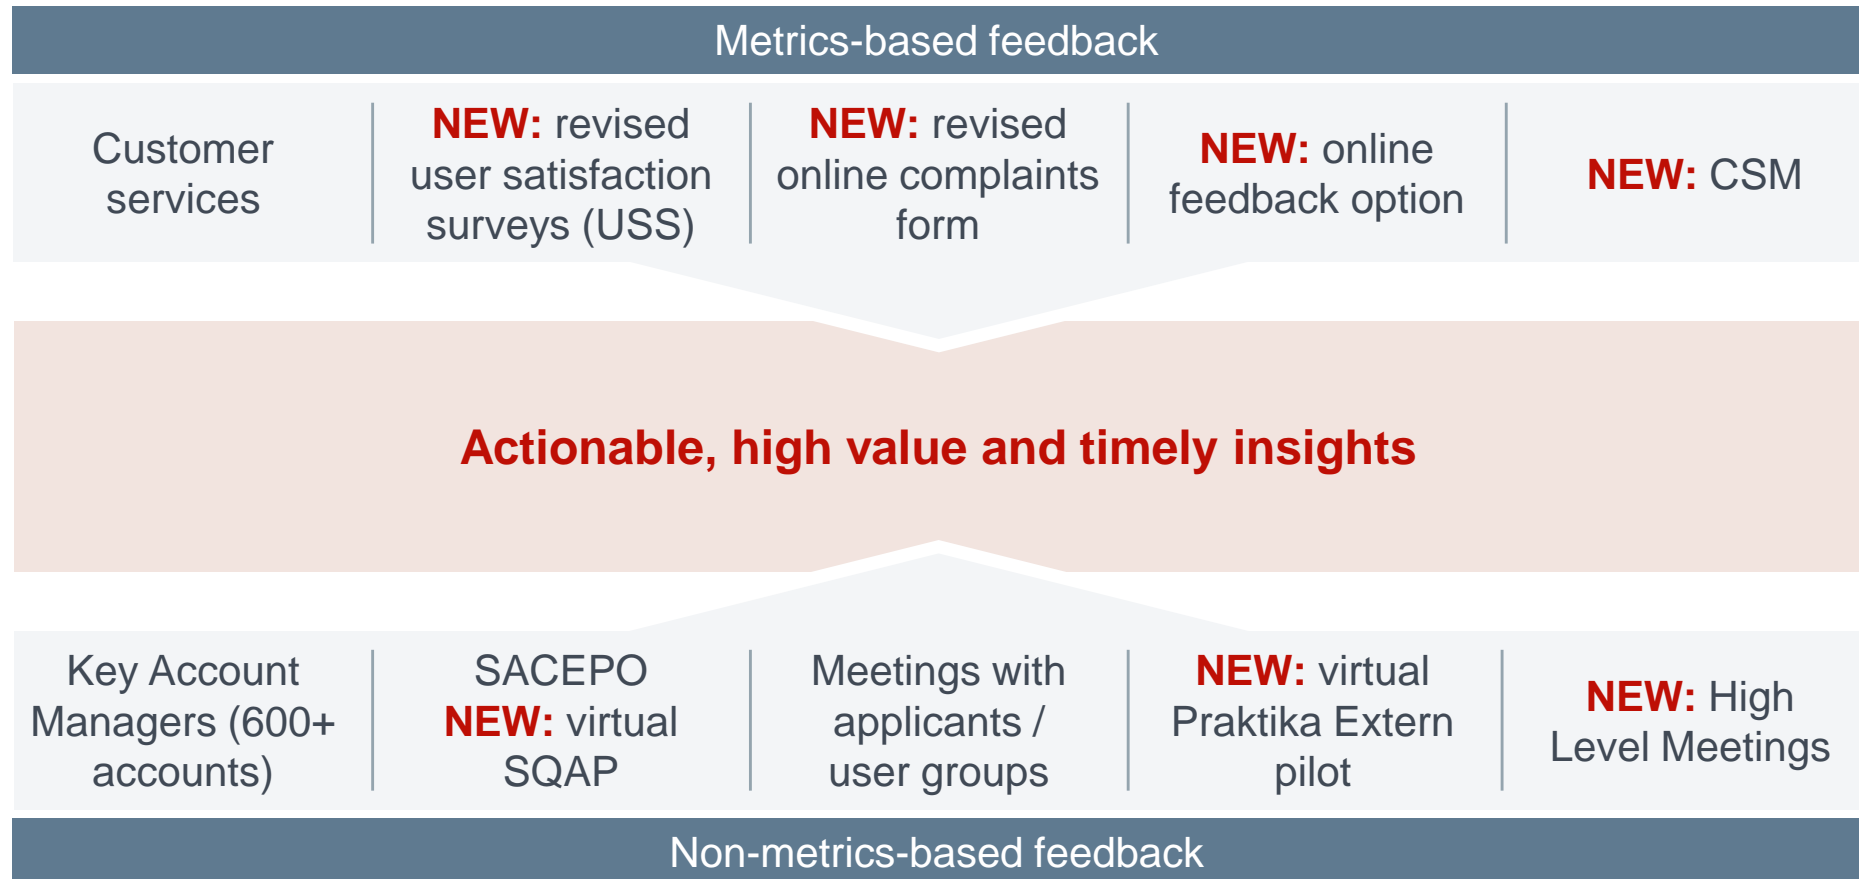 Metrics-based feedback
Customer
services
NEW: revised
user satisfaction
surveys (USS)
NEW: revised
online complaints
form
NEW: online
feedback option
NEW: CSM
Actionable, high value and timely insights
Key Account
Managers (600+
accounts)
SACEPO
NEW: virtual
SQAP
Meetings with
applicants /
user groups
NEW: virtual
Praktika Extern
pilot
NEW: High
Level Meetings
Non-metrics-based feedback